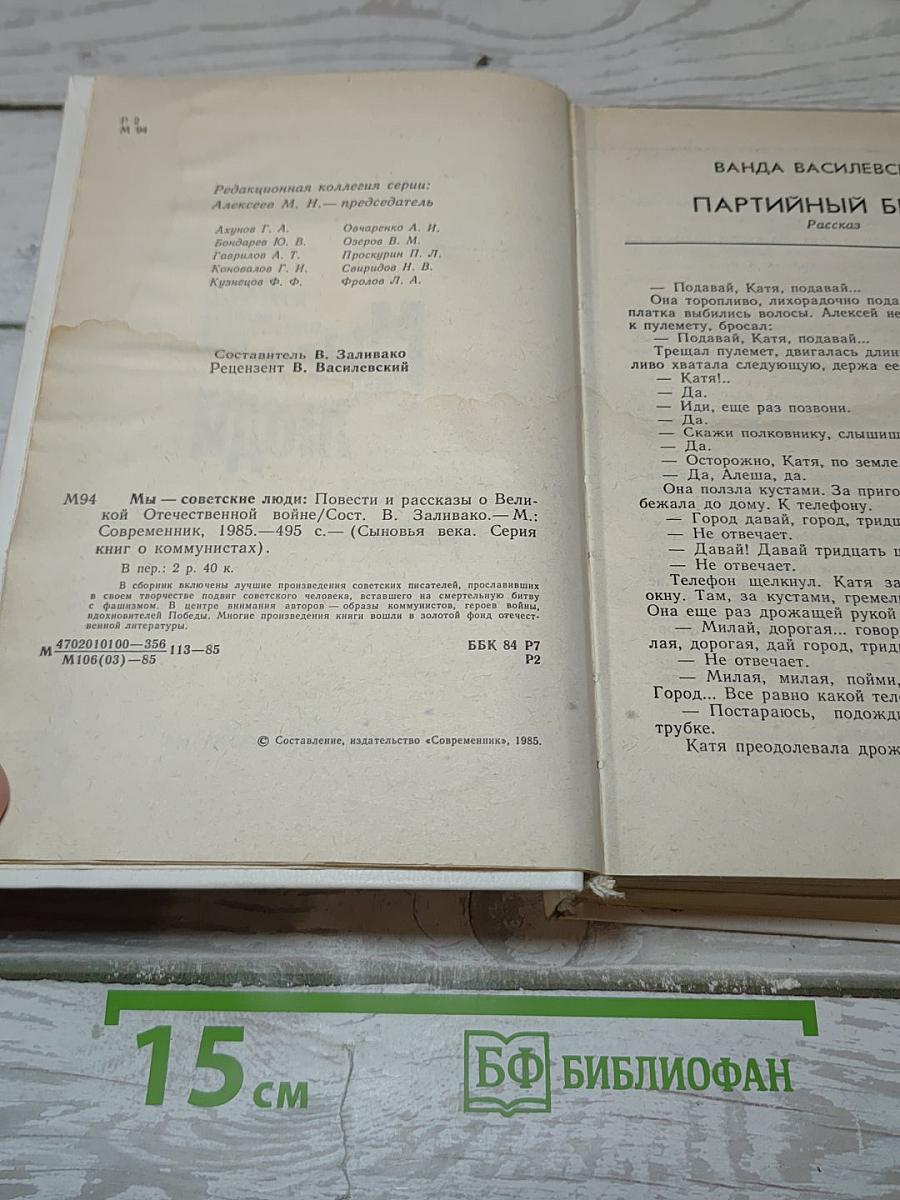 Р 2
М 94
Редакционная коллегия серии:
Алексеев М. Н.— председатель
Ахунов Г. А.
Бондарев Ю. В.
Гаврилов А. Т.
Коновалов Г. И.
Кузнецов Ф. Ф.
Овчаренко А. И.
Озеров В. М.
Проскурин П. Л.
Свиридов Н. В.
Фролов Л. А.
Составитель В. Заливако
Рецензент В. Василевский
М94 Мы — советские люди: Повести и рассказы о Вели-
кой Отечественной войне/Сост. В. Заливако.— М.:
Современник, 1985.—495 с.— (Сыновья века. Серия
книг о коммунистах).
В пер.: 2 р. 40 к.
В сборник включены лучшие произведения советских писателей, прославивших
в своем творчестве подвиг советского человека, вставшего на смертельную битву
с фашизмом. В центре внимания авторов — образы коммунистов, героев войны,
вдохновителей Победы. Многие произведения книги вошли в золотой фонд отечест-
венной литературы.
М 4702010100—356 113—85
М106(03)—85
ББК 84 Р7
Р2
© Составление, издательство «Современник», 1985.
ВАНДА ВАСИЛЕВС
ПАРТИЙНЫЙ Б
Рассказ
— Подавай, Катя, подавай...
Она торопливо, лихорадочно пода
платка выбились волосы. Алексей не
к пулемету, бросал:
— Подавай, Катя, подавай...
Трещал пулемет, двигалась длин
ливо хватала следующую, держа ее
— Катя!..
— Да.
— Иди, еще раз позвони.
— Да.
— Скажи полковнику, слышиш
— Да.
— Осторожно, Катя, по земле.
— Да, Алеша, да.
Она ползла кустами. За приго
бежала до дому. К телефону.
— Город давай, город, тридц
— Не отвечает.
— Давай! Давай тридцать ш
— Не отвечает.
Телефон щелкнул. Катя за
окну. Там, за кустами, гремел
Она еще раз дрожащей рукой
— Милай, дорогая... говор
лая, дорогая, дай город, трид
— Не отвечает.
— Милая, милая, пойми,
Город... Все равно какой тел
— Постараюсь, подожд
трубке.
Катя преодолевала дрож
15 см
БФ БИБЛИОФАН